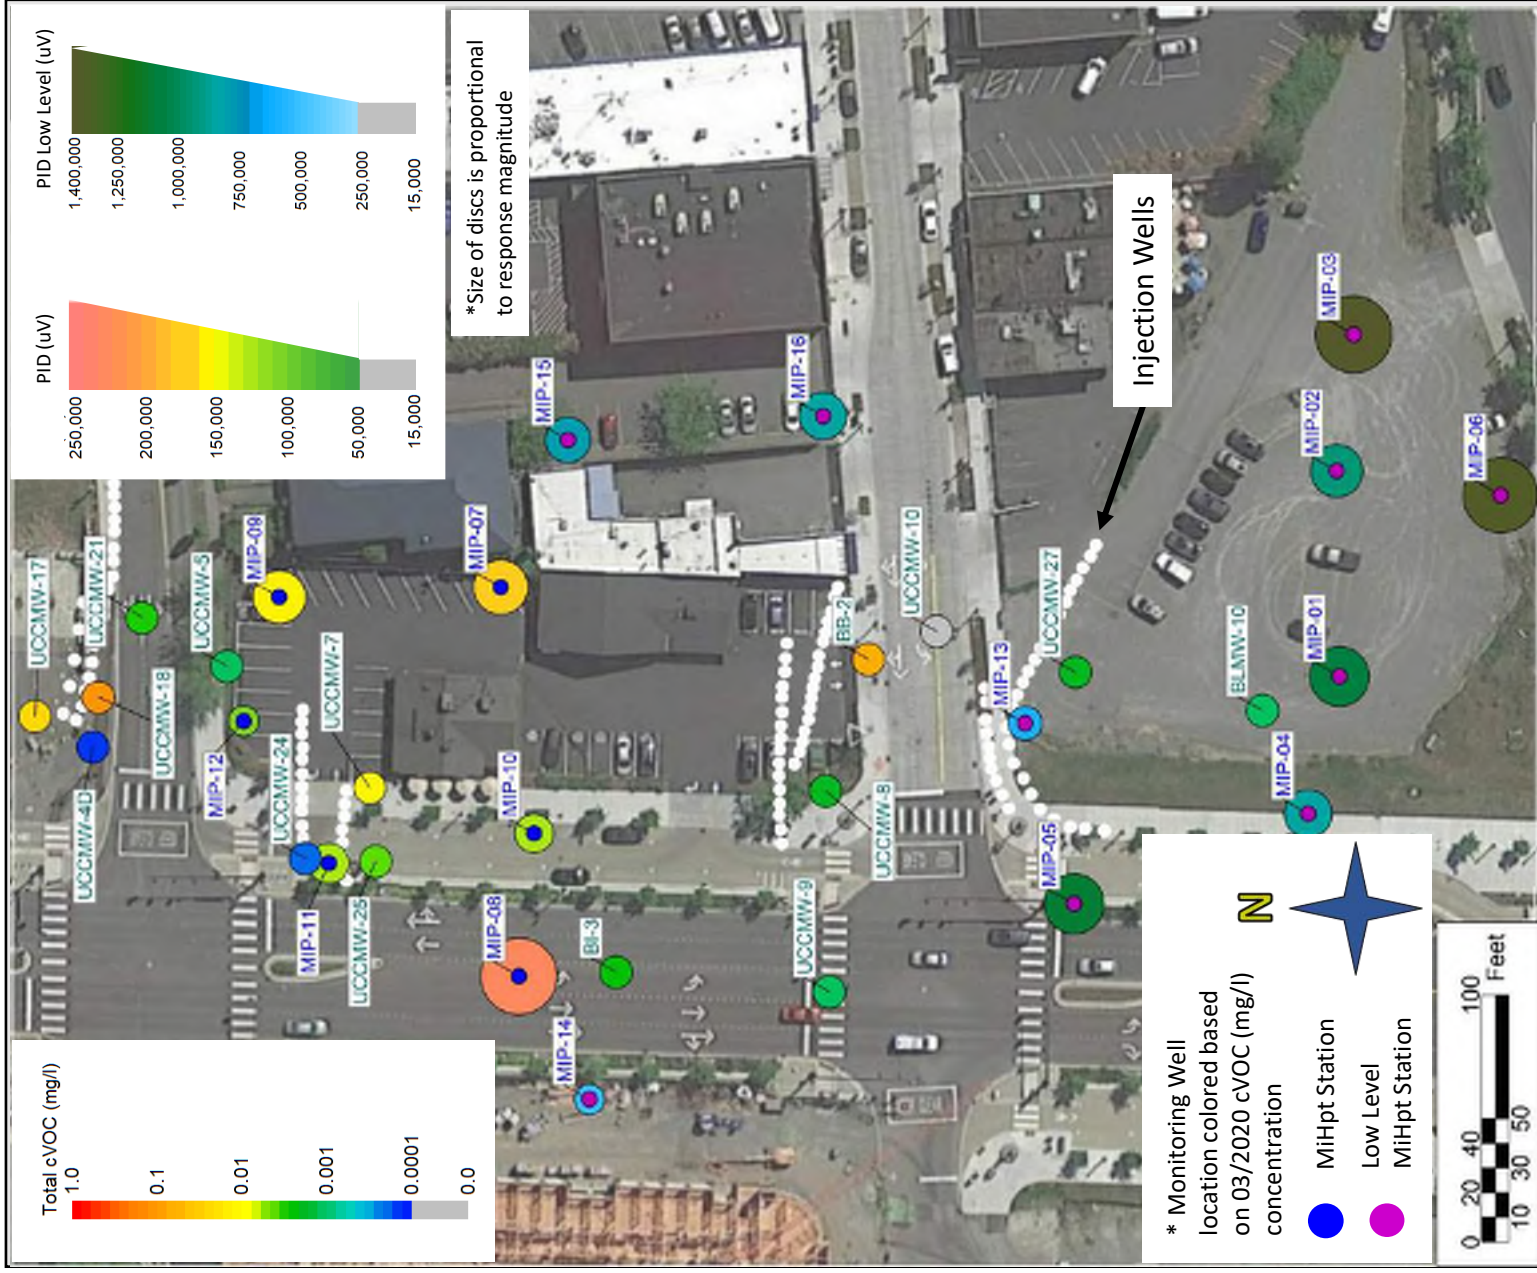 Total cVOC (mg/l)
1.0
0.1
0.01
0.001
0.0001
0.0
PID (uV)
250,000
200,000
150,000
100,000
50,000
15,000
PID Low Level (uV)
1,400,000
1,250,000
1,000,000
750,000
500,000
250,000
15,000
*Size of discs is proportional
to response magnitude
UCCMW-17
UCCMW-21
UCCMW-5
MIP-09
UCCMW-18
UCCMW-4D
MIP-12
UCCMW-7
UCCMW-24
MIP-11
UCCMW-25
MIP-07
MIP-10
MIP-08
BI-3
MIP-14
MIP-15
MIP-16
BB-2
UCCMW-10
UCCMW-8
UCCMW-9
MIP-13
UCCMW-27
Injection Wells
MIP-05
BLMW-10
MIP-01
MIP-02
MIP-03
MIP-04
MIP-06
* Monitoring Well
location colored based
on 03/2020 cVOC (mg/l)
concentration
MiHpt Station
Low Level
MiHpt Station
N
0
10
20
30
40
50
100
Feet